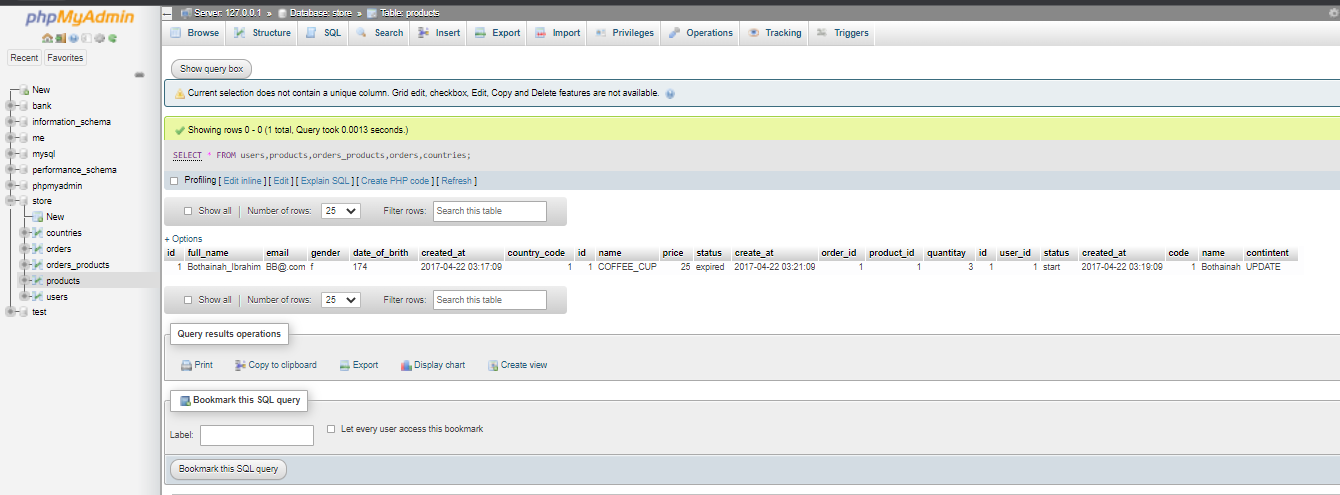 phpMyAdmin
Recent Favorites
New
bank
information_schema
me
mysql
performance_schema
phpmyadmin
store
New
countries
orders
orders_products
products
users
test
Server: 127.0.0.1 » Database: store » Table: products
Browse Structure SQL Search Insert Export Import Privileges Operations Tracking Triggers
Show query box
Current selection does not contain a unique column. Grid edit, checkbox, Edit, Copy and Delete features are not available.
Showing rows 0 - 0 (1 total, Query took 0.0013 seconds.)
SELECT * FROM users,products,orders_products,orders,countries;
Profiling [ Edit inline ] [ Edit ] [ Explain SQL ] [ Create PHP code ] [ Refresh ]
Show all | Number of rows: 25 Filter rows: Search this table
+ Options
id full_name email gender date_of_brith created_at country_code id name price status create_at order_id product_id quantitay id user_id status created_at code name contintent
1 Bothainah_Ibrahim BB@.com f 174 2017-04-22 03:17:09 1 1 COFFEE_CUP 25 expired 2017-04-22 03:21:09 1 1 3 1 1 start 2017-04-22 03:19:09 1 Bothainah UPDATE
Show all | Number of rows: 25 Filter rows: Search this table
Query results operations
Print Copy to clipboard Export Display chart Create view
Bookmark this SQL query
Label: Let every user access this bookmark
Bookmark this SQL query